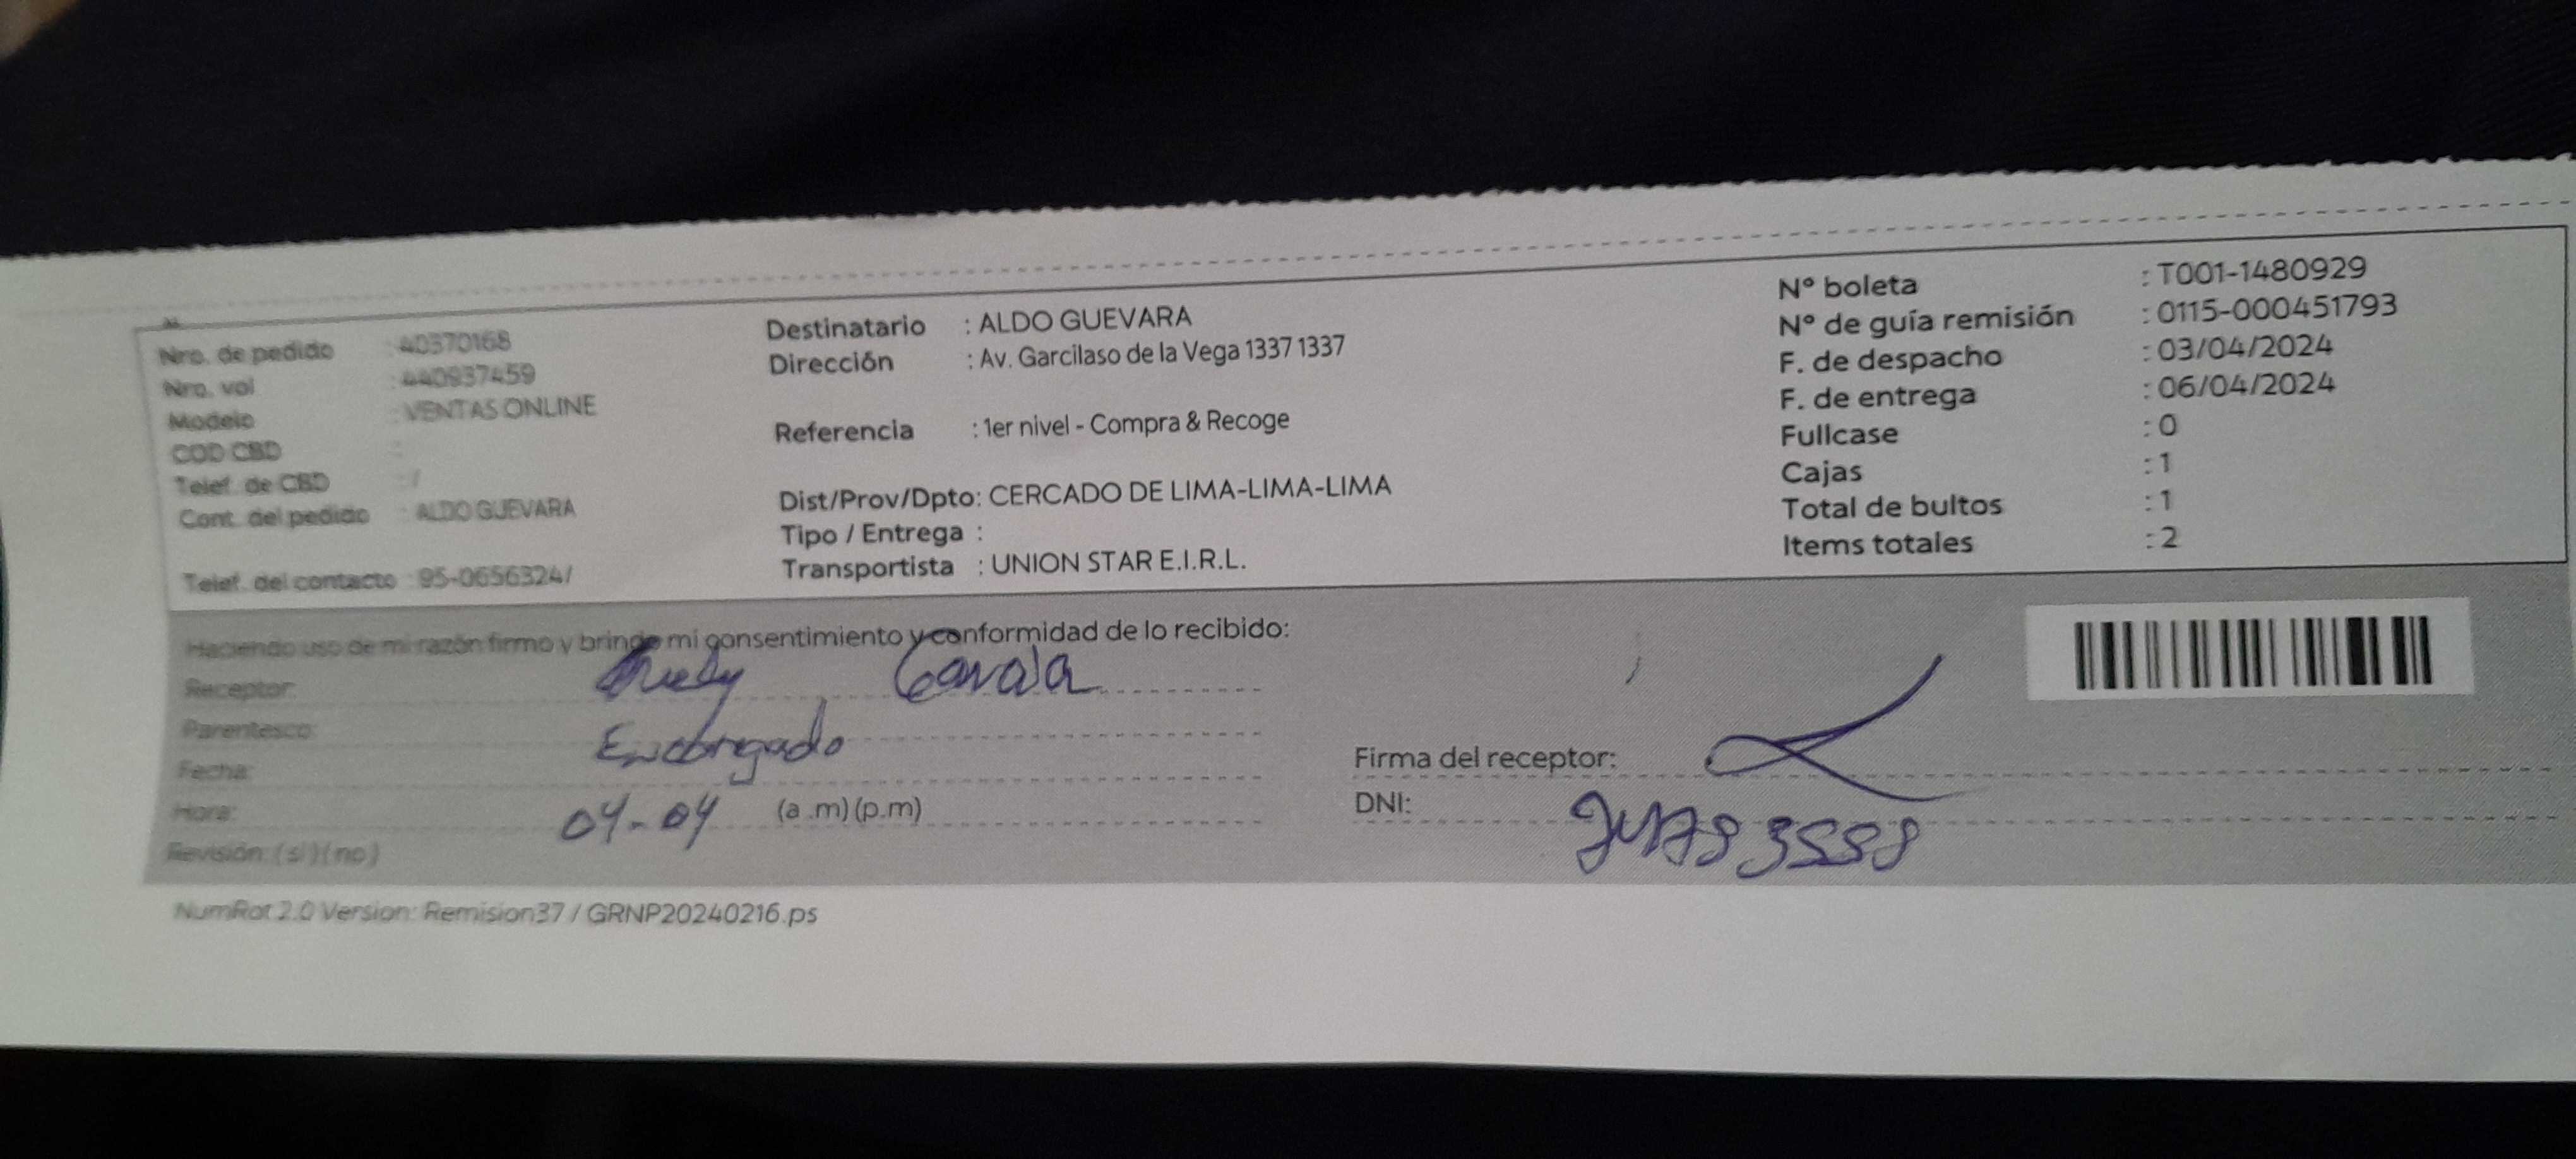 Nro. de pedido : 40370168
Nro. vol : 440937459
Modelo : VENTAS ONLINE
COD CBD :
Telef. de CBD : /
Cont. del pedido : ALDO GUEVARA
Telef. del contacto : 95-0656324/
Destinatario : ALDO GUEVARA
Dirección : Av. Garcilaso de la Vega 1337 1337
Referencia : 1er nivel - Compra & Recoge
Dist/Prov/Dpto: CERCADO DE LIMA-LIMA-LIMA
Tipo / Entrega :
Transportista : UNION STAR E.I.R.L.
N° boleta : T001-1480929
N° de guía remisión : 0115-000451793
F. de despacho : 03/04/2024
F. de entrega : 06/04/2024
Fullcase : 0
Cajas : 1
Total de bultos : 1
Items totales : 2
Haciendo uso de mi razón firmo y brindo mi consentimiento y conformidad de lo recibido:
Receptor:
Parentesco: Encargado
Fecha:
Hora: 04-04 (a .m) (p.m)
Revisión: (si) (no)
Firma del receptor:
DNI:
NumRot 2.0 Version: Remision37 / GRNP20240216.ps